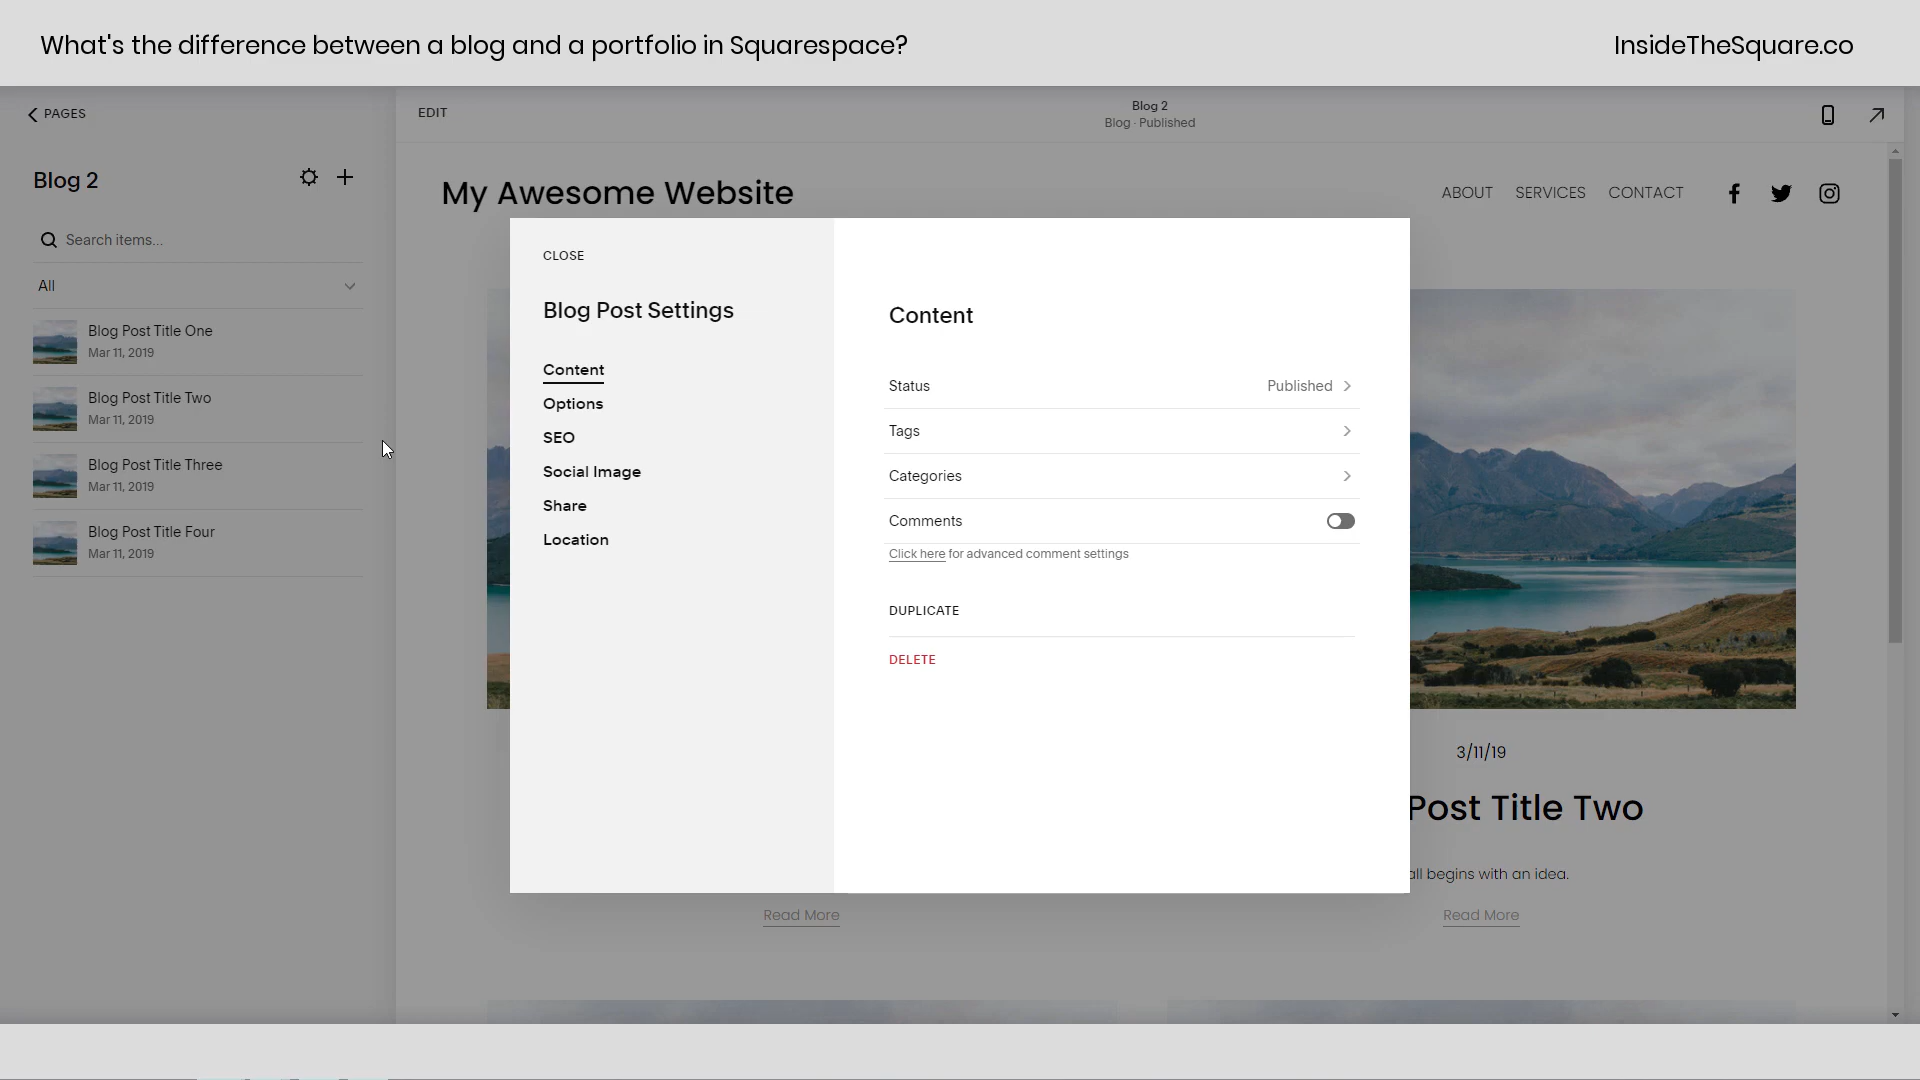 What's the difference between a blog and a portfolio in Squarespace?
InsideTheSquare.co
PAGES
EDIT
Blog 2
Blog · Published
Blog 2
Search items...
All
Blog Post Title One
Mar 11, 2019
Blog Post Title Two
Mar 11, 2019
Blog Post Title Three
Mar 11, 2019
Blog Post Title Four
Mar 11, 2019
My Awesome Website
ABOUT
SERVICES
CONTACT
CLOSE
Blog Post Settings
Content
Options
SEO
Social Image
Share
Location
Content
Status
Published
Tags
Categories
Comments
Click here for advanced comment settings
DUPLICATE
DELETE
3/11/19
Post Title Two
all begins with an idea.
Read More
Read More